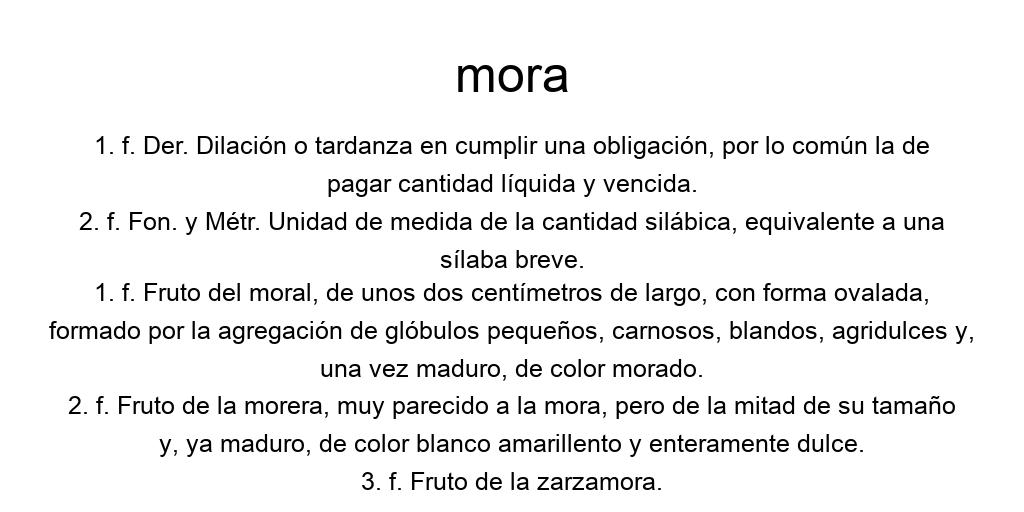 mora
1. f. Der. Dilación o tardanza en cumplir una obligación, por lo común la de
pagar cantidad líquida y vencida.
2. f. Fon. y Métr. Unidad de medida de la cantidad silábica, equivalente a una
sílaba breve.
1. f. Fruto del moral, de unos dos centímetros de largo, con forma ovalada,
formado por la agregación de glóbulos pequeños, carnosos, blandos, agridulces y,
una vez maduro, de color morado.
2. f. Fruto de la morera, muy parecido a la mora, pero de la mitad de su tamaño
y, ya maduro, de color blanco amarillento y enteramente dulce.
3. f. Fruto de la zarzamora.